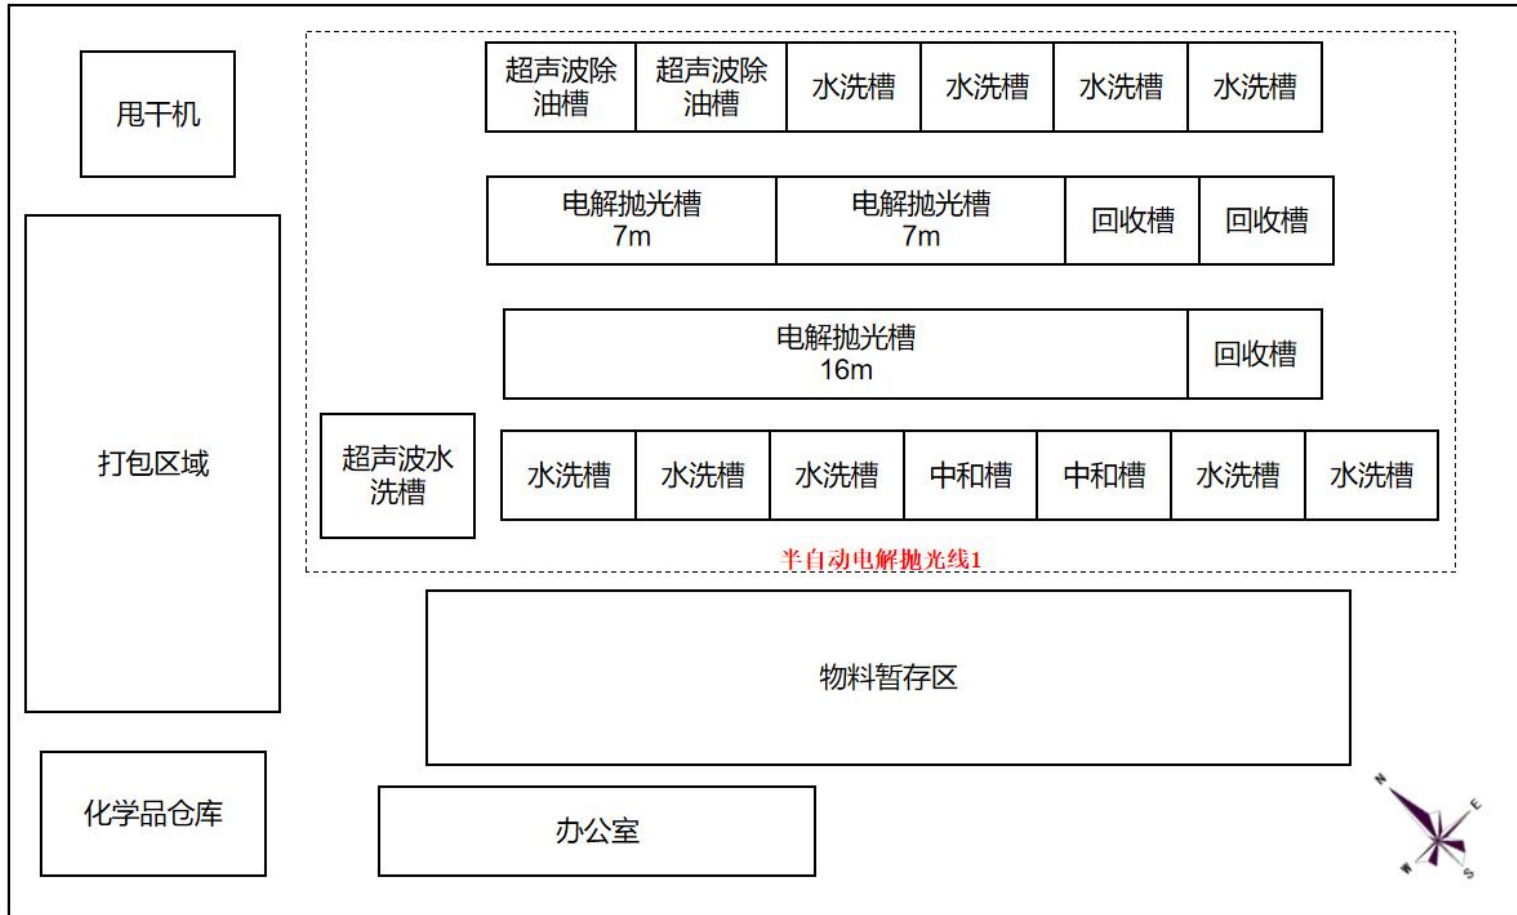 甩干机
超声波除
油槽
超声波除
油槽
水洗槽
水洗槽
水洗槽
水洗槽
电解抛光槽
7m
电解抛光槽
7m
回收槽
回收槽
电解抛光槽
16m
回收槽
打包区域
超声波水
洗槽
水洗槽
水洗槽
水洗槽
中和槽
中和槽
水洗槽
水洗槽
半自动电解抛光线1
物料暂存区
化学品仓库
办公室
N
E
W
S